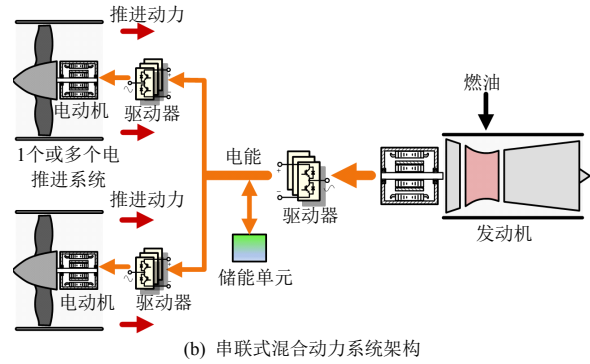 推进动力
电动机
驱动器
1个或多个电
推进系统
推进动力
电动机
驱动器
电能
储能单元
驱动器
燃油
发动机
(b) 串联式混合动力系统架构